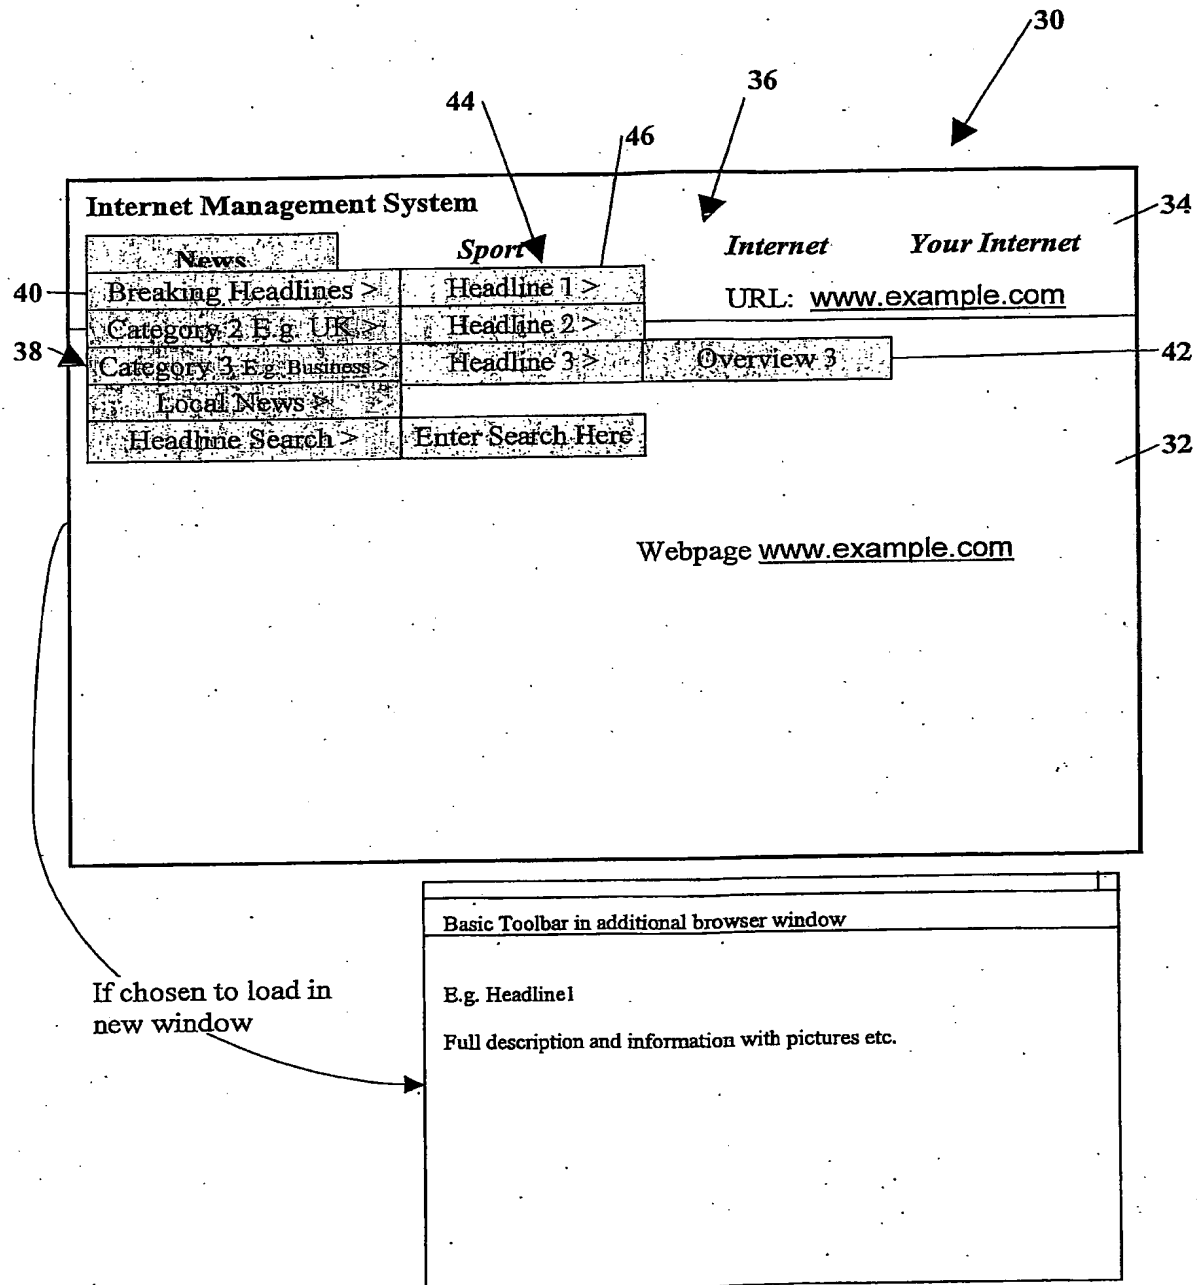 30
36
44
46
Internet Management System
34
News
Sport
Internet
Your Internet
40
Breaking Headlines >
Headline 1 >
URL: www.example.com
Category 2 E.g. UK >
Headline 2 >
38
Category 3 E.g. Business >
Headline 3 >
Overview 3
42
Local News >
Headline Search >
Enter Search Here
32
Webpage www.example.com
Basic Toolbar in additional browser window
If chosen to load in
new window
E.g. Headline1
Full description and information with pictures etc.